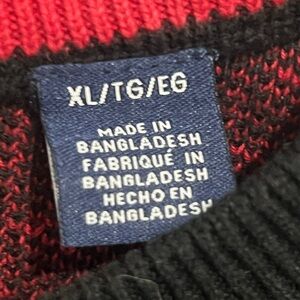 XL/TG/EG
MADE IN
BANGLADESH
FABRIQUÉ IN
BANGLADESH
HECHO EN
BANGLADESH